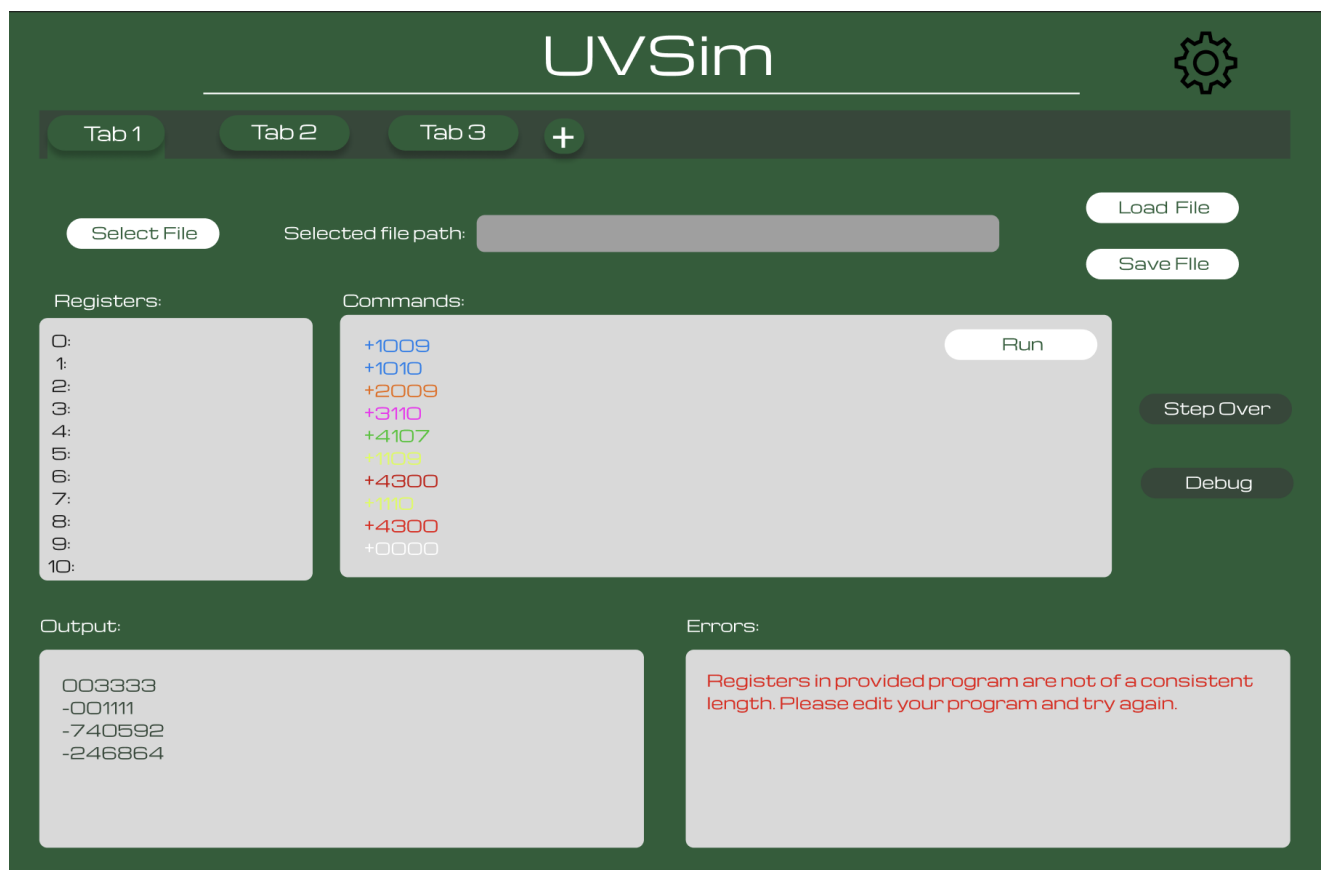 UVSim
Tab 1
Tab 2
Tab 3
+
Load File
Select File
Selected file path:
Save FIle
Registers:
Commands:
0:
1:
2:
3:
4:
5:
6:
7:
8:
9:
10:
+1009
+1010
+2009
+3110
+4107
+1109
+4300
+1110
+4300
+0000
Run
Step Over
Debug
Output:
003333
-001111
-740592
-246864
Errors:
Registers in provided program are not of a consistent
length. Please edit your program and try again.